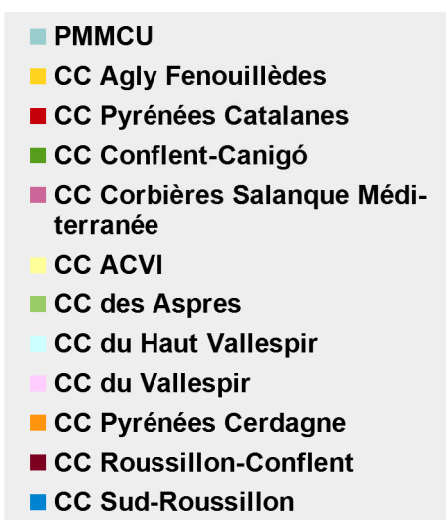 PMMCU
CC Agly Fenouillèdes
CC Pyrénées Catalanes
CC Conflent-Canigó
CC Corbières Salanque Médi-
terranée
CC ACVI
CC des Aspres
CC du Haut Vallespir
CC du Vallespir
CC Pyrénées Cerdagne
CC Roussillon-Conflent
CC Sud-Roussillon